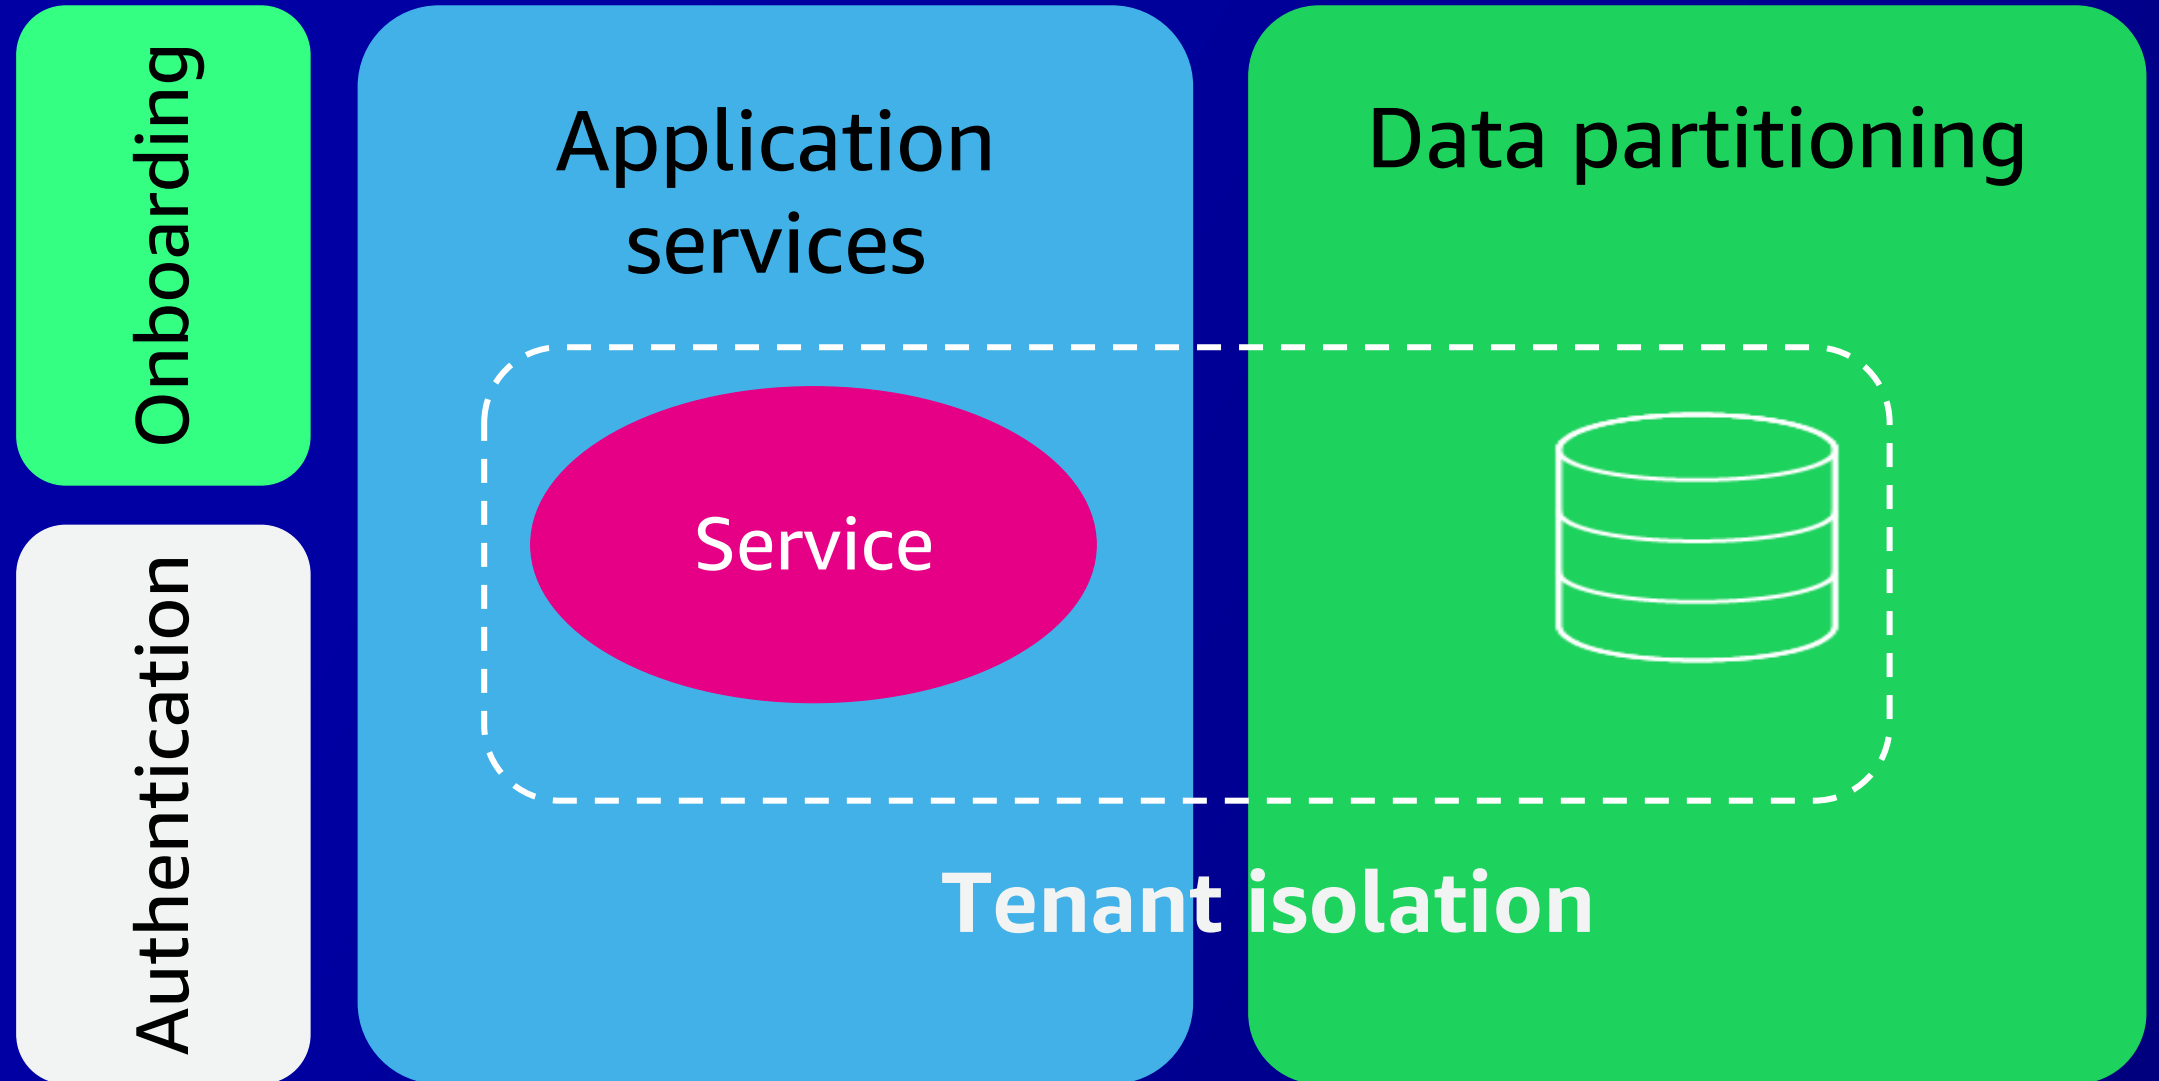 Onboarding
Authentication
Application
services
Service
Data partitioning
Tenant isolation